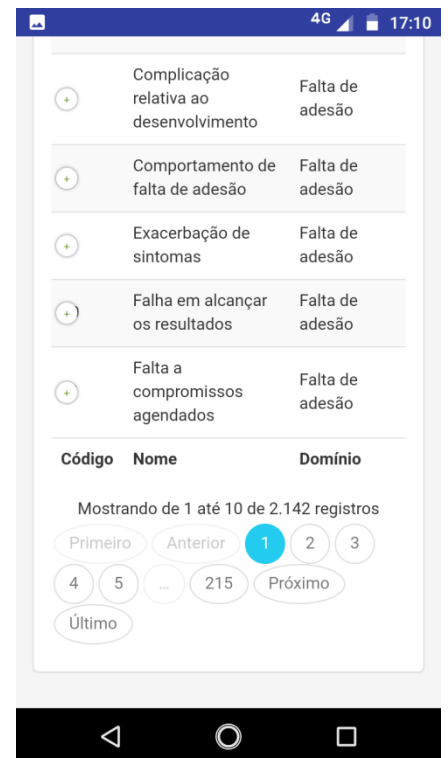 4G 17:10
Complicação
relativa ao
desenvolvimento
Falta de
adesão
Comportamento de
falta de adesão
Falta de
adesão
Exacerbação de
sintomas
Falta de
adesão
Falha em alcançar
os resultados
Falta de
adesão
Falta a
compromissos
agendados
Falta de
adesão
Código Nome Domínio
Mostrando de 1 até 10 de 2.142 registros
Primeiro Anterior 1 2 3
4 5 ... 215 Próximo
Último